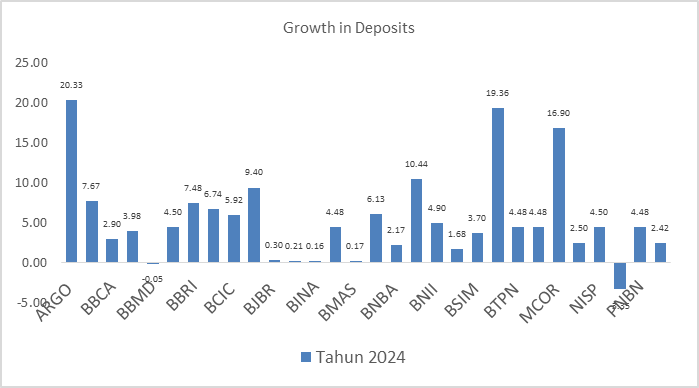 Growth in Deposits
25.00
20.00
15.00
10.00
5.00
0.00
-5.00
20.33
7.67
2.90
3.98
-0.05
4.50
7.48
6.74
5.92
9.40
0.30
0.21
0.16
4.48
0.17
6.13
2.17
10.44
4.90
1.68
3.70
19.36
4.48
4.48
16.90
2.50
4.50
4.48
2.42
ARGO
BBCA
BBMD
BBRI
BCIC
BJBR
BINA
BMAS
BNBA
BNII
BSIM
BTPN
MCOR
NISP
PNBN
Tahun 2024